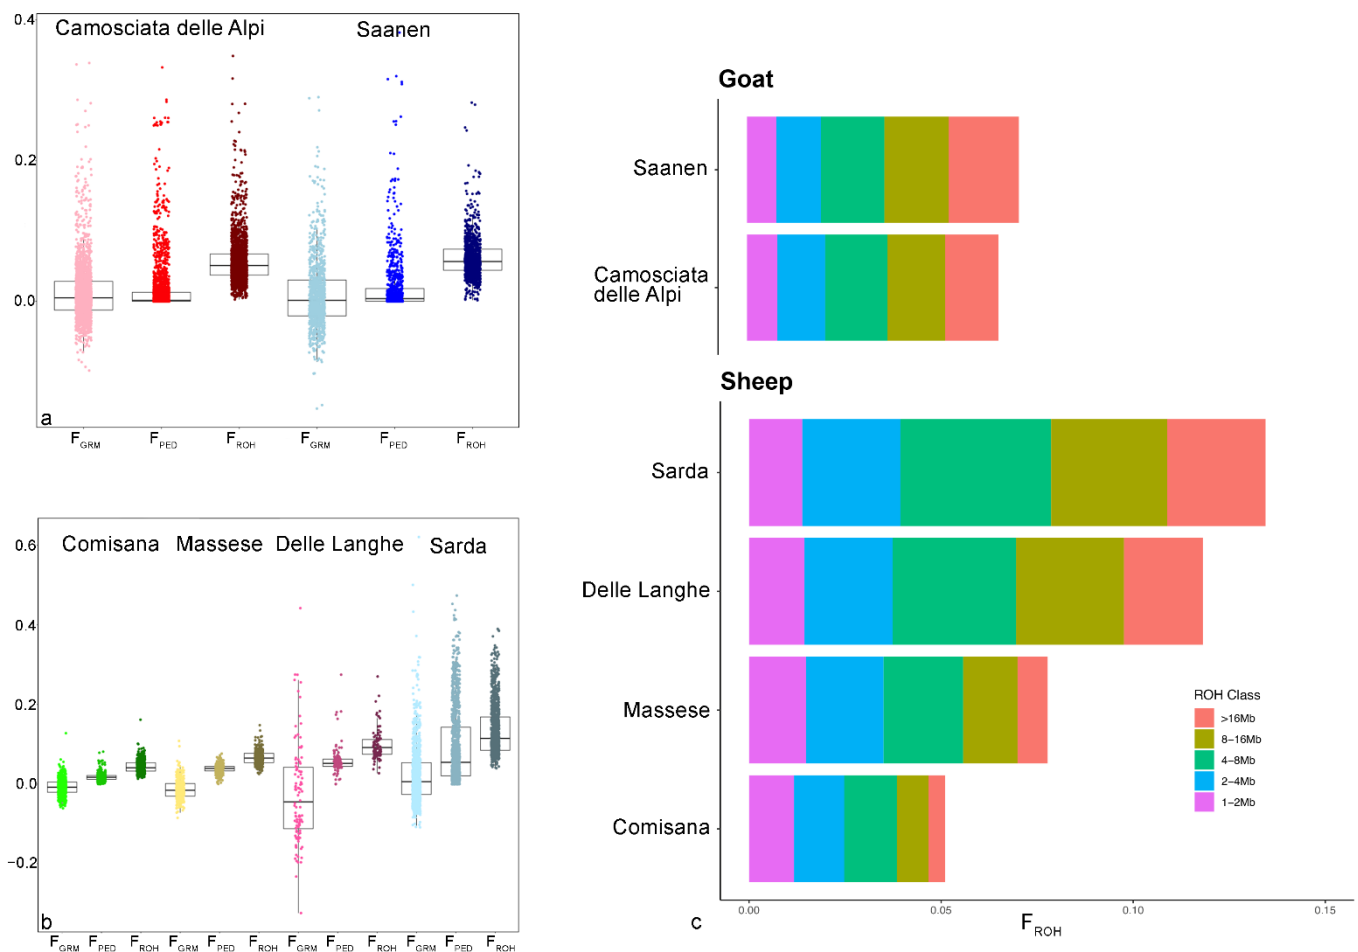 Camosciata delle Alpi Saanen
0.4
0.2
0.0
a
FGRM FPED FROH FGRM FPED FROH
Comisana Massese Delle Langhe Sarda
0.6
0.4
0.2
0.0
−0.2
b
FGRM FPED FROH FGRM FPED FROH FGRM FPED FROH FGRM FPED FROH
Goat
Saanen
Camosciata
delle Alpi
Sheep
Sarda
Delle Langhe
Massese
Comisana
ROH Class
>16Mb
8−16Mb
4−8Mb
2−4Mb
1−2Mb
0.00 0.05 0.10 0.15
c
FROH